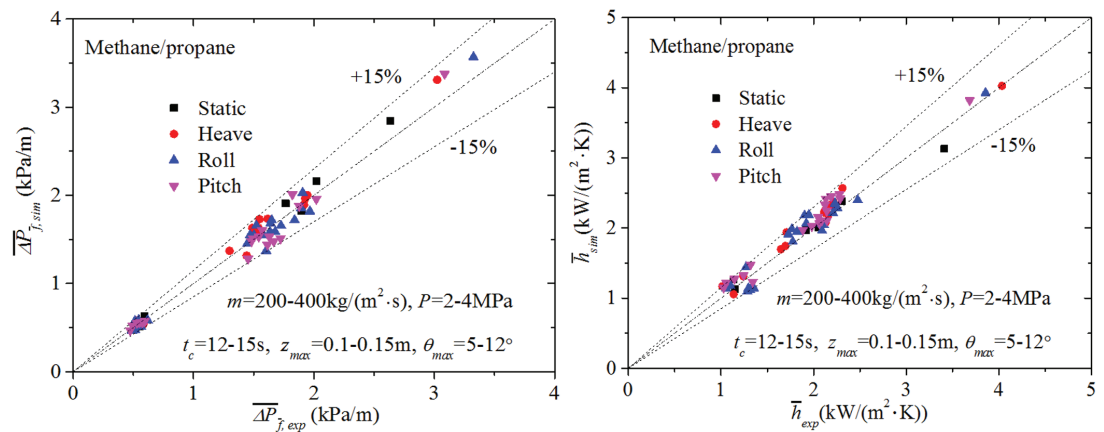 4
3
2
1
0
0
1
2
3
4
Methane/propane
+15%
-15%
Static
Heave
Roll
Pitch
m=200-400kg/(m²·s), P=2-4MPa
t_c=12-15s, z_max=0.1-0.15m, θ_max=5-12°
ΔP_f, sim (kPa/m)
ΔP_f, exp (kPa/m)
5
4
3
2
1
0
0
1
2
3
4
5
Methane/propane
+15%
-15%
Static
Heave
Roll
Pitch
m=200-400kg/(m²·s), P=2-4MPa
t_c=12-15s, z_max=0.1-0.15m, θ_max=5-12°
h_sim(kW/(m²·K)
h_exp(kW/(m²·K)